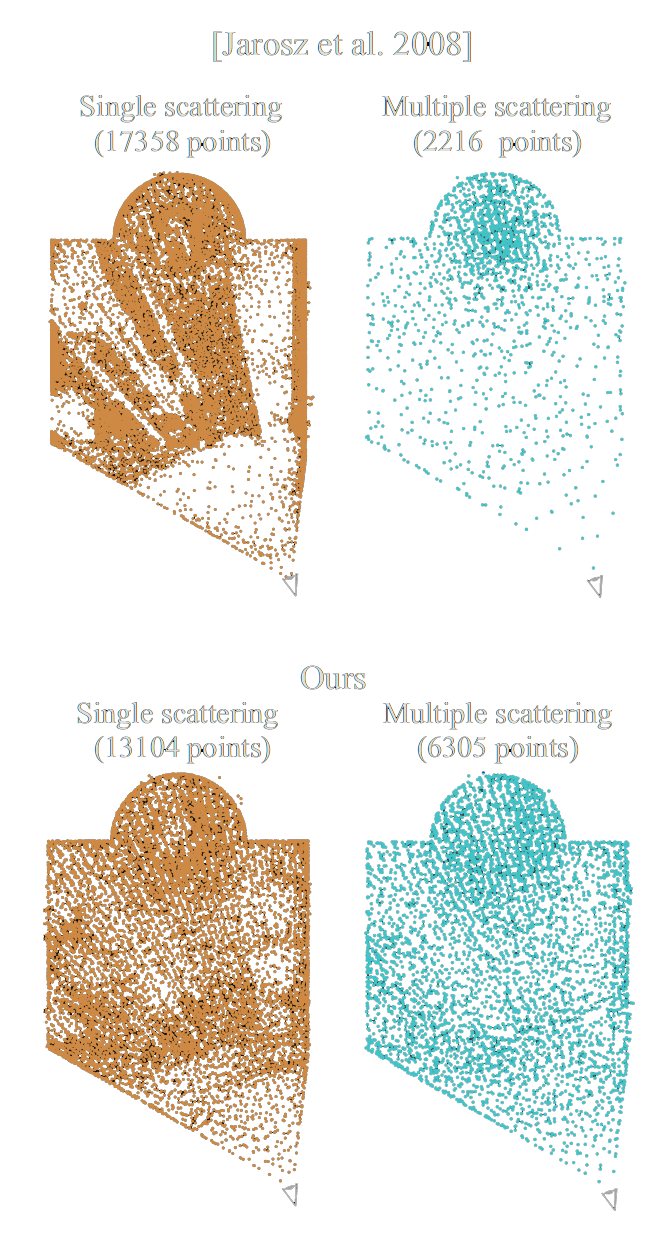 [Jarosz et al. 2008]
Single scattering
(17358 points)
Multiple scattering
(2216 points)
Ours
Single scattering
(13104 points)
Multiple scattering
(6305 points)